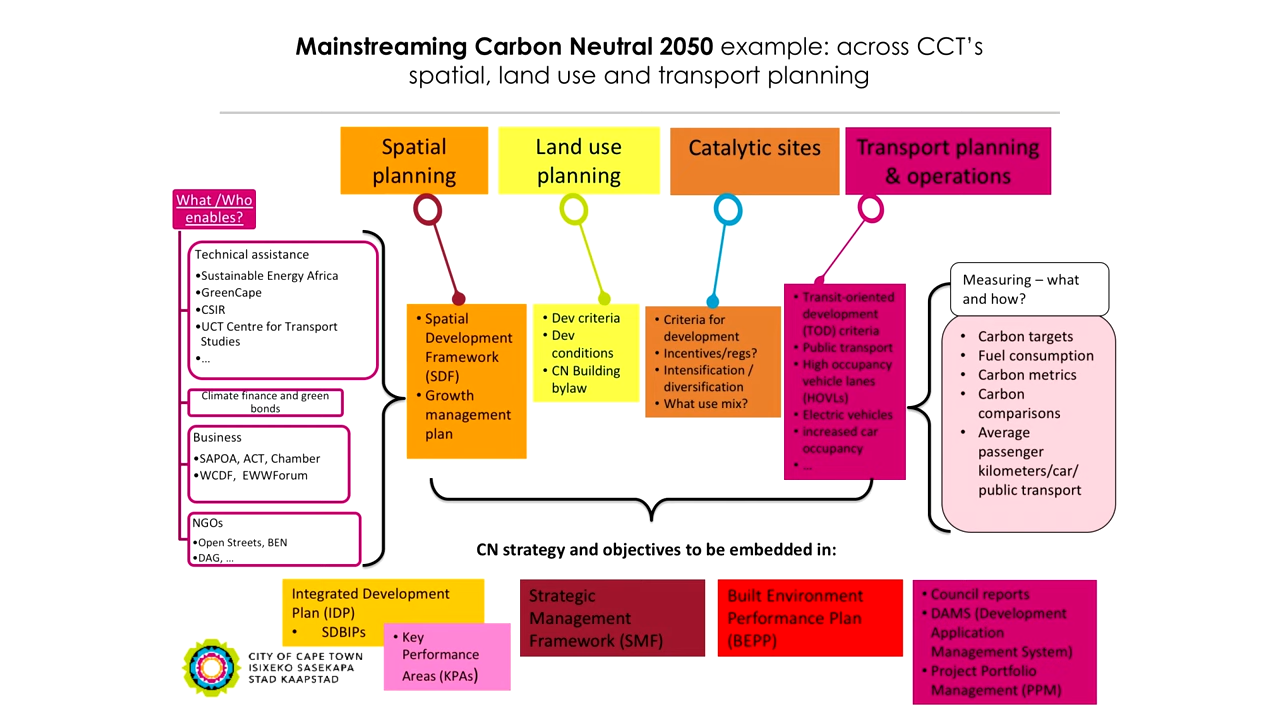 Mainstreaming Carbon Neutral 2050 example: across CCT's
spatial, land use and transport planning
Spatial
planning
Land use
planning
Catalytic sites
Transport planning
& operations
What /Who
enables?
Technical assistance
•Sustainable Energy Africa
•GreenCape
•CSIR
•UCT Centre for Transport
Studies
•...
Climate finance and green
bonds
Business
•SAPOA, ACT, Chamber
•WCDF, EWWForum
NGOs
•Open Streets, BEN
•DAG, ...
• Spatial
Development
Framework
(SDF)
• Growth
management
plan
• Dev criteria
• Dev
conditions
• CN Building
bylaw
• Criteria for
development
• Incentives/regs?
• Intensification /
diversification
• What use mix?
• Transit-oriented
development
(TOD) criteria
• Public transport
• High occupancy
vehicle lanes
(HOVLs)
• Electric vehicles
• increased car
occupancy
• ...
Measuring – what
and how?
• Carbon targets
• Fuel consumption
• Carbon metrics
• Carbon
comparisons
• Average
passenger
kilometers/car/
public transport
CN strategy and objectives to be embedded in:
Integrated Development
Plan (IDP)
• SDBIPs
• Key
Performance
Areas (KPAs)
Strategic
Management
Framework (SMF)
Built Environment
Performance Plan
(BEPP)
• Council reports
• DAMS (Development
Application
Management System)
• Project Portfolio
Management (PPM)
CITY OF CAPE TOWN
ISIXEKO SASEKAPA
STAD KAAPSTAD